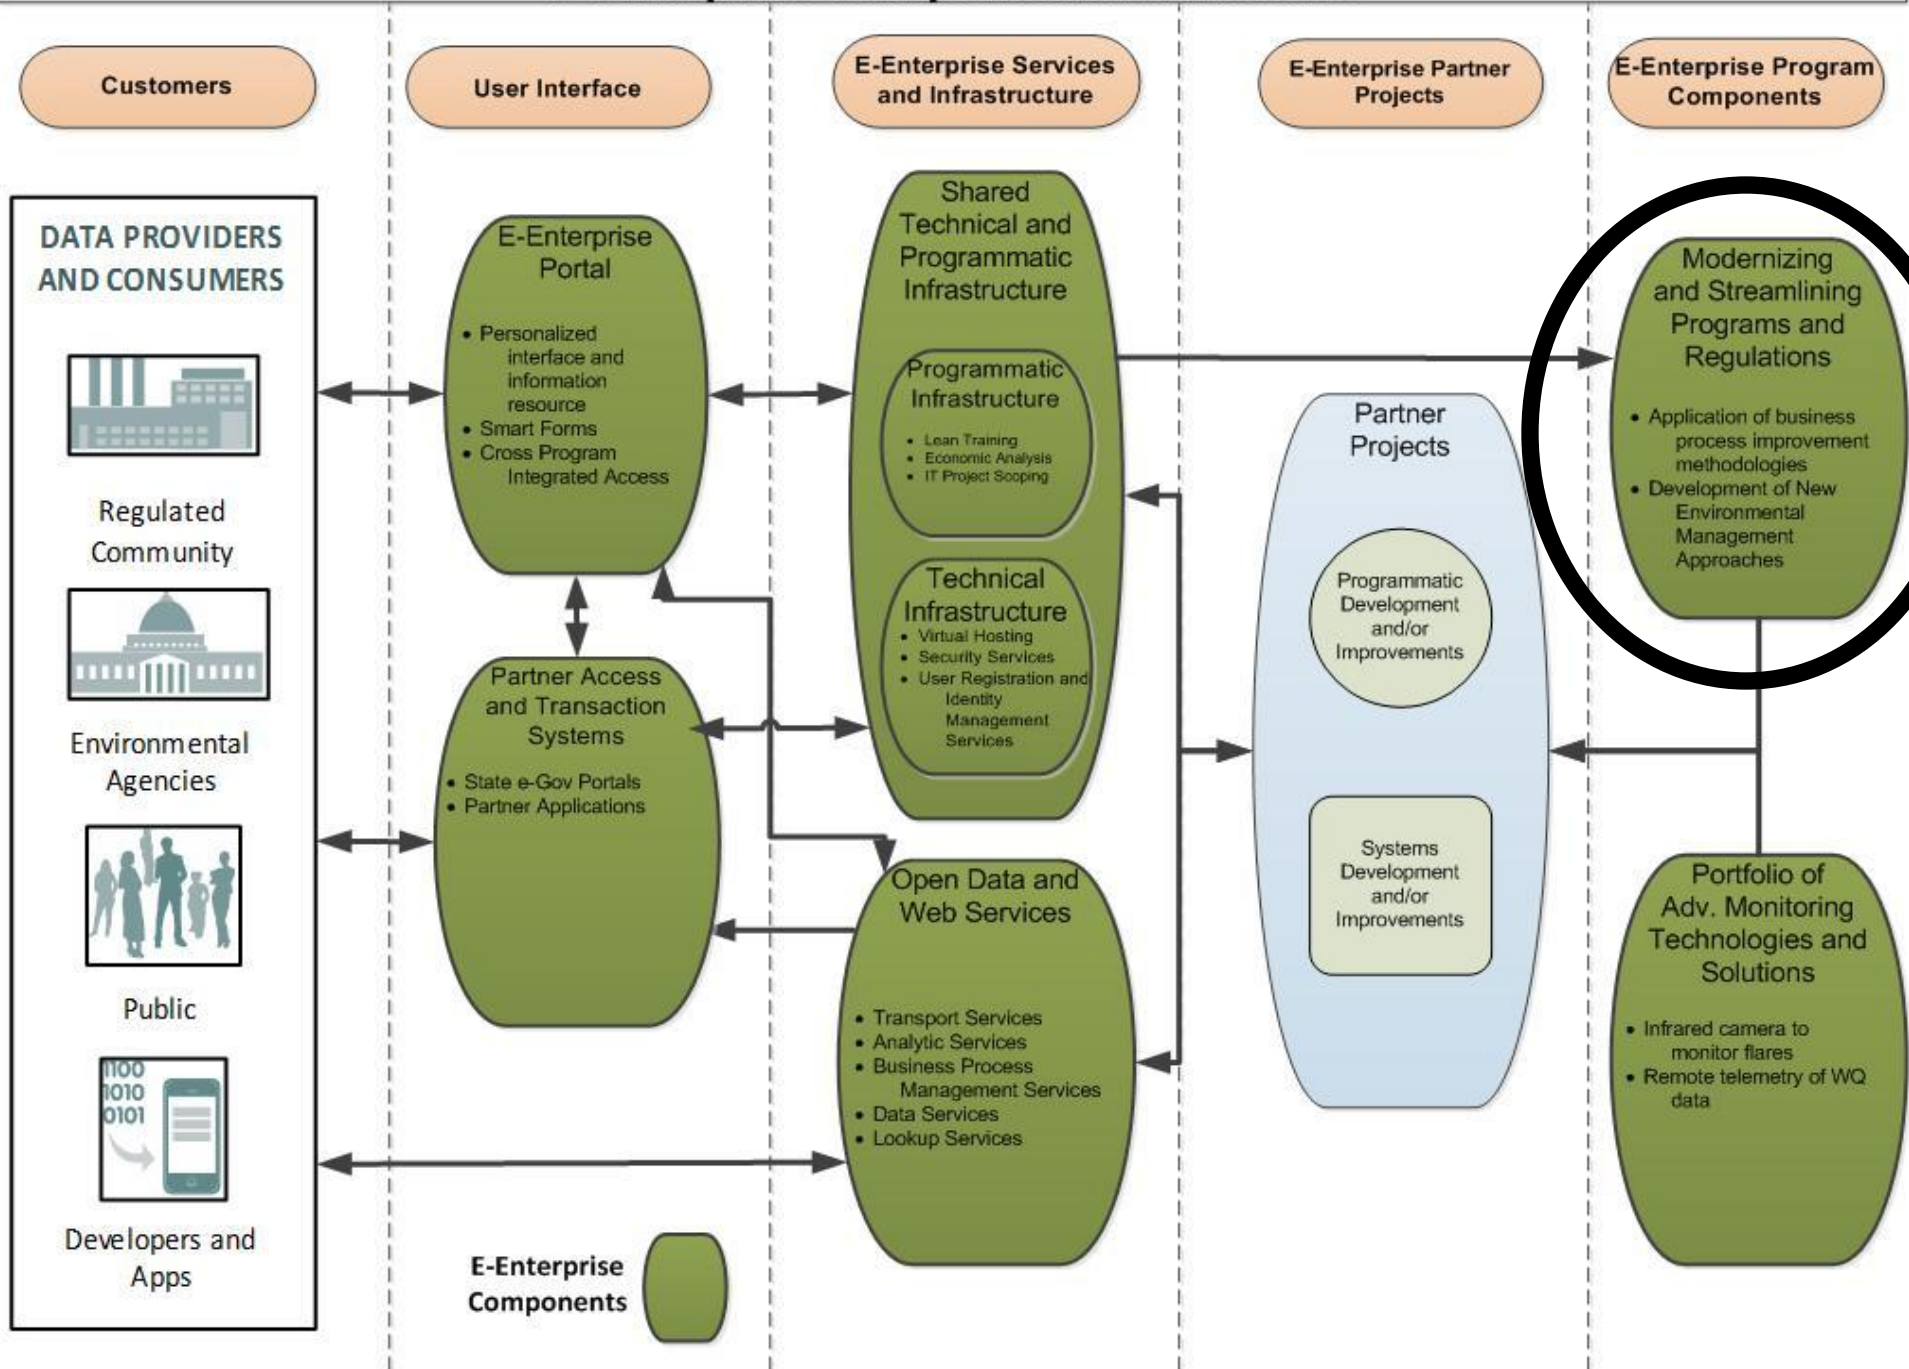 Customers
User Interface
E-Enterprise Services
and Infrastructure
E-Enterprise Partner
Projects
E-Enterprise Program
Components
DATA PROVIDERS
AND CONSUMERS
Regulated
Community
Environmental
Agencies
Public
1100
1010
0101
Developers and
Apps
E-Enterprise
Portal
• Personalized
interface and
information
resource
• Smart Forms
• Cross Program
Integrated Access
Partner Access
and Transaction
Systems
• State e-Gov Portals
• Partner Applications
E-Enterprise
Components
Shared
Technical and
Programmatic
Infrastructure
Programmatic
Infrastructure
• Lean Training
• Economic Analysis
• IT Project Scoping
Technical
Infrastructure
• Virtual Hosting
• Security Services
• User Registration and
Identity
Management
Services
Open Data and
Web Services
• Transport Services
• Analytic Services
• Business Process
Management Services
• Data Services
• Lookup Services
Partner
Projects
Programmatic
Development
and/or
Improvements
Systems
Development
and/or
Improvements
Modernizing
and Streamlining
Programs and
Regulations
• Application of business
process improvement
methodologies
• Development of New
Environmental
Management
Approaches
Portfolio of
Adv. Monitoring
Technologies and
Solutions
• Infrared camera to
monitor flares
• Remote telemetry of WQ
data